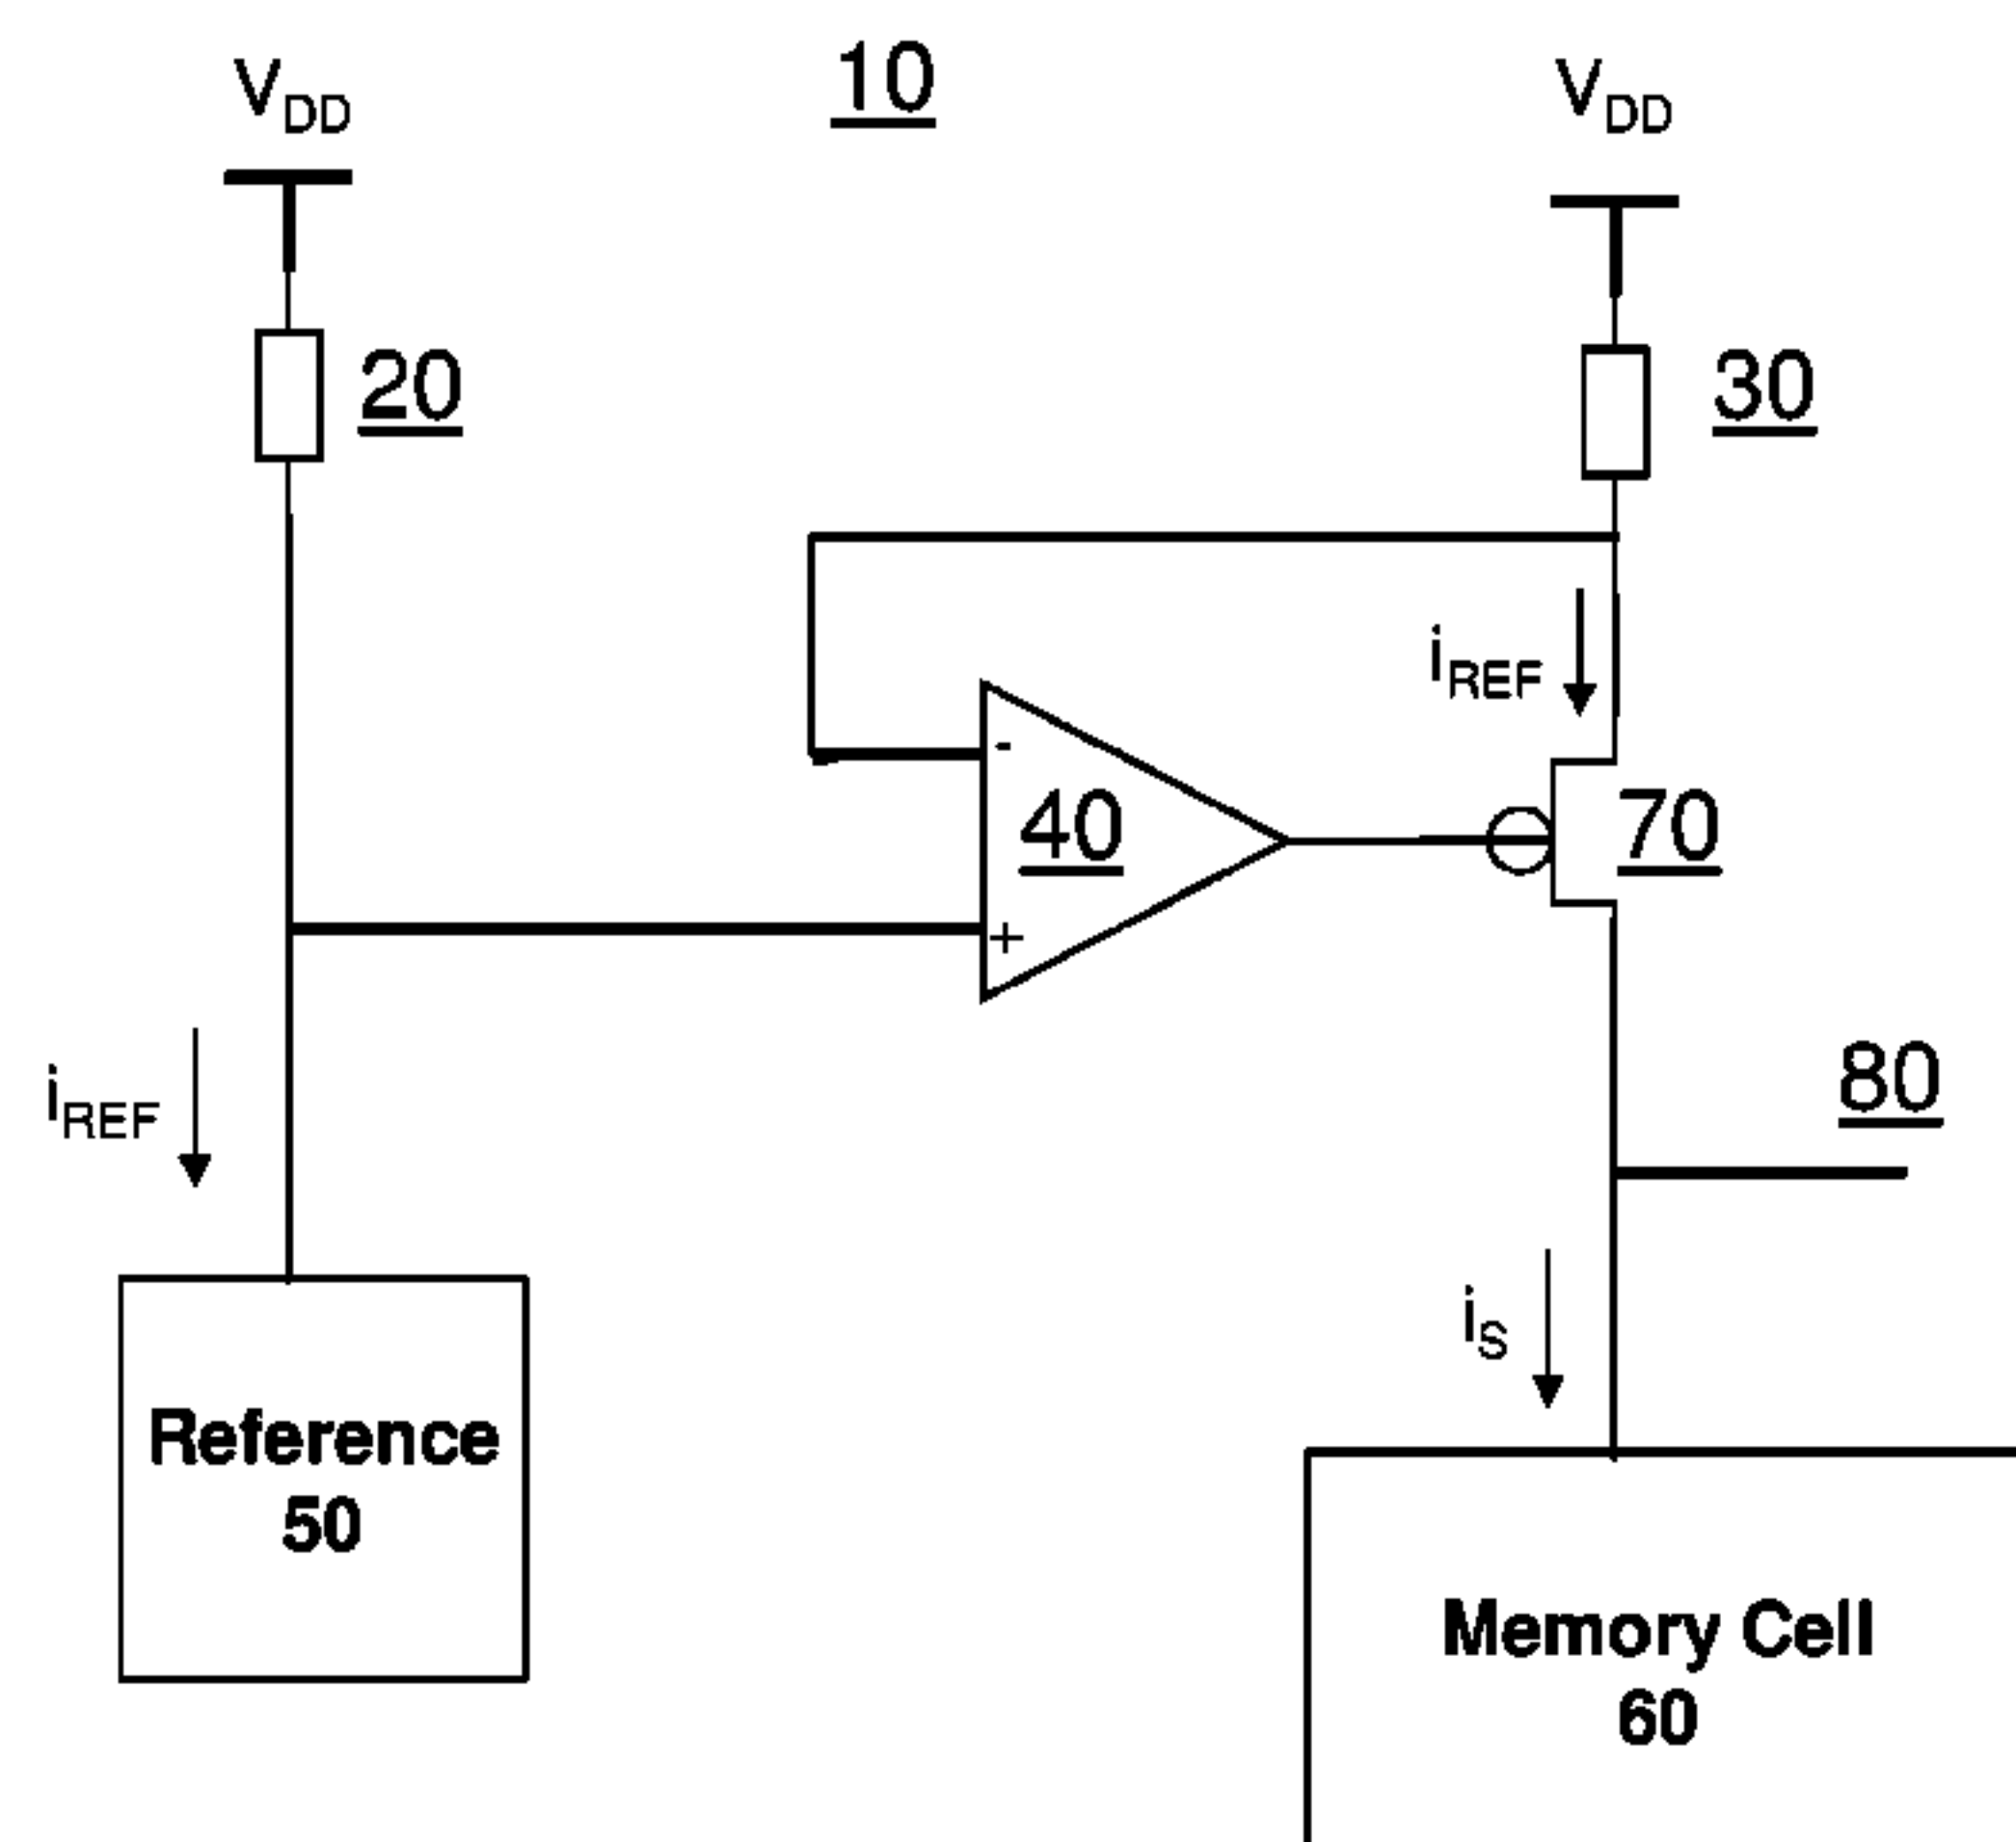 10
VDD
VDD
20
30
iREF
-
40
70
+
80
iREF
iS
Reference
50
Memory Cell
60